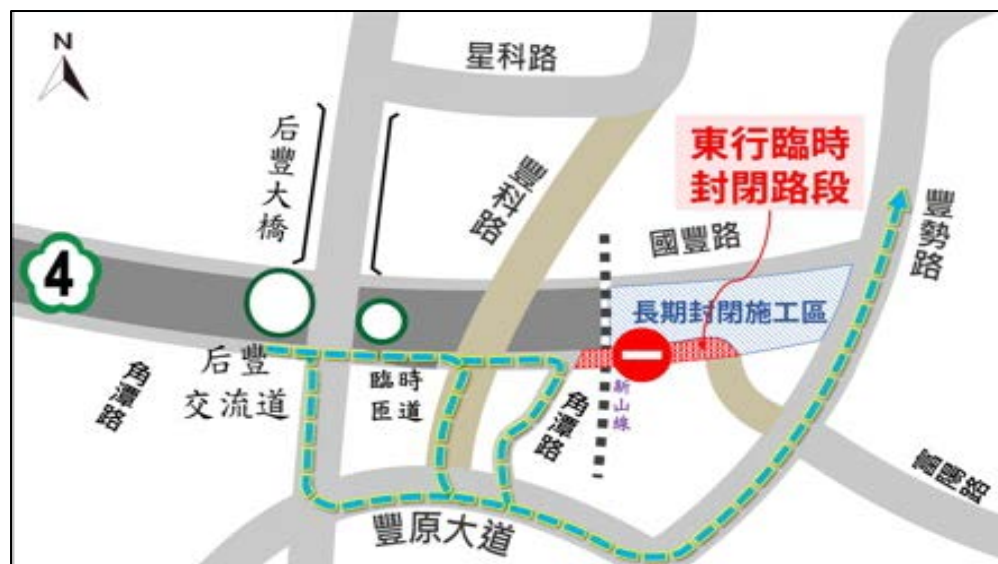 N
星科路
后豐大橋
豐科路
東行臨時
封閉路段
國豐路
豐勢路
4
長期封閉施工區
角潭路
后豐
交流道
臨時
匝道
角潭路
新山線
豐原大道